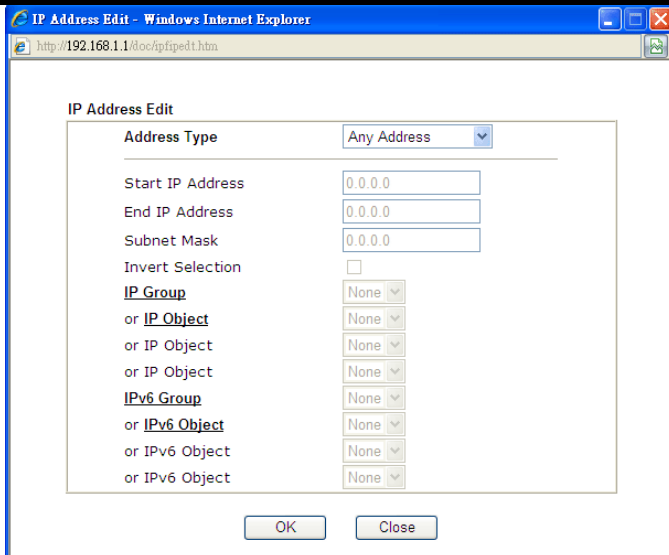 IP Address Edit - Windows Internet Explorer
http://192.168.1.1/doc/ipfipedt.htm
IP Address Edit
Address Type Any Address
Start IP Address 0.0.0.0
End IP Address 0.0.0.0
Subnet Mask 0.0.0.0
Invert Selection
IP Group None
or IP Object None
or IP Object None
or IP Object None
IPv6 Group None
or IPv6 Object None
or IPv6 Object None
or IPv6 Object None
OK Close